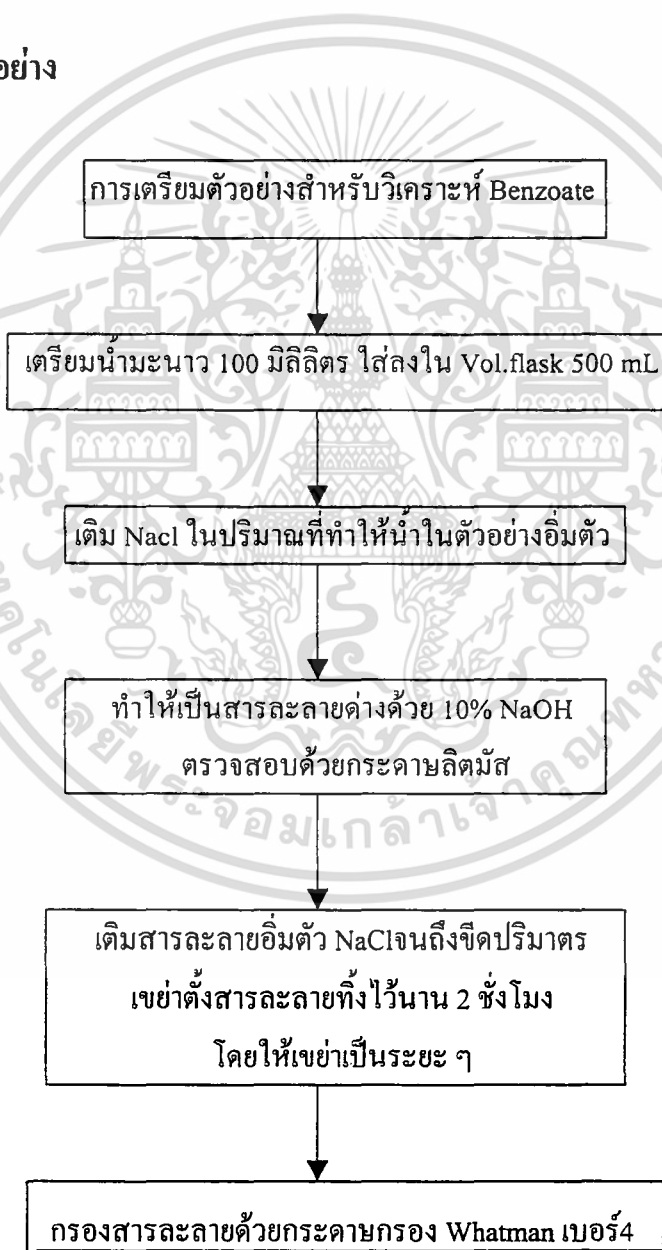 อย่าง
การเตรียมตัวอย่างสำหรับวิเคราะห์ Benzoate
เตรียมน้ำมะนาว 100 มิลิลิตร ใส่ลงใน Vol.flask 500 mL
เติม Nacl ในปริมาณที่ทำให้น้ำในตัวอย่างอิ่มตัว
ทำให้เป็นสารละลายด่างด้วย 10% NaOH
ตรวจสอบด้วยกระดาษลิตมัส
เติมสารละลายอิ่มตัว NaClจนถึงขีดปริมาตร
เขย่าตั้งสารละลายทิ้งไว้นาน 2 ชั่งโมง
โดยให้เขย่าเป็นระยะ ๆ
กรองสารละลายด้วยกระดาษกรอง Whatman เบอร์4